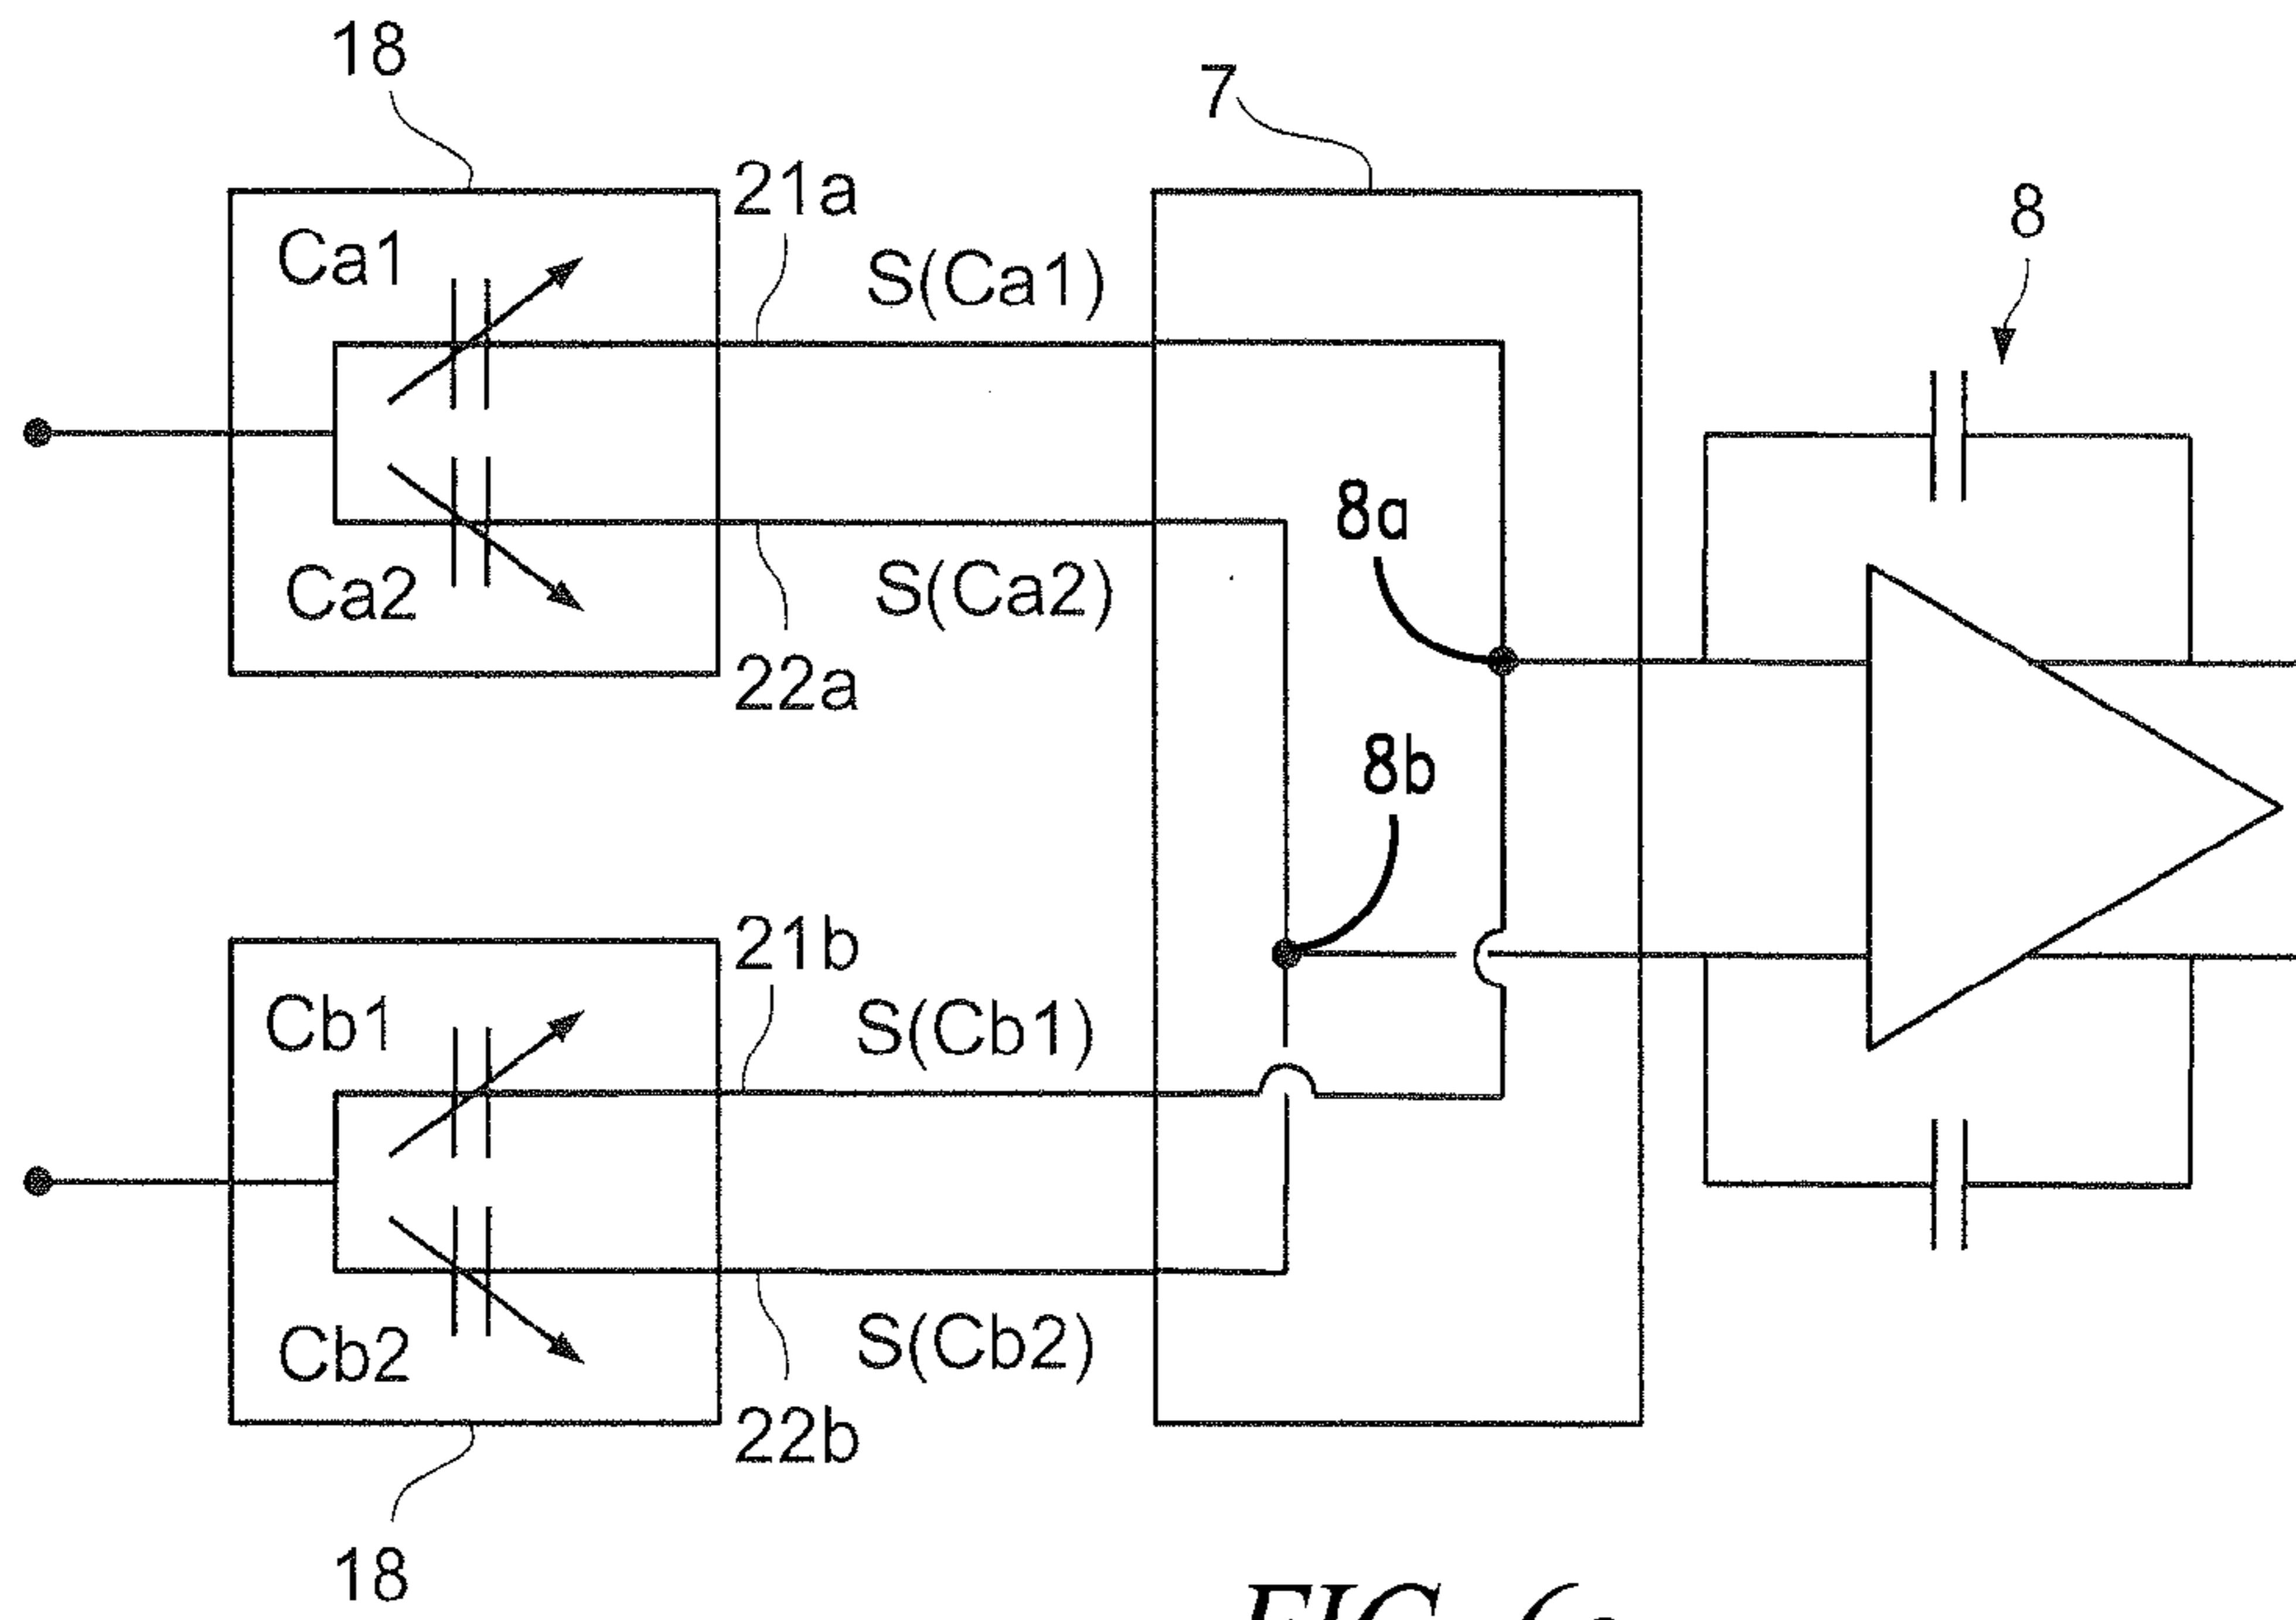 18
7
21a
8
Ca1
S(Ca1)
8a
Ca2
S(Ca2)
22a
8b
21b
Cb1
S(Cb1)
Cb2
S(Cb2)
22b
18